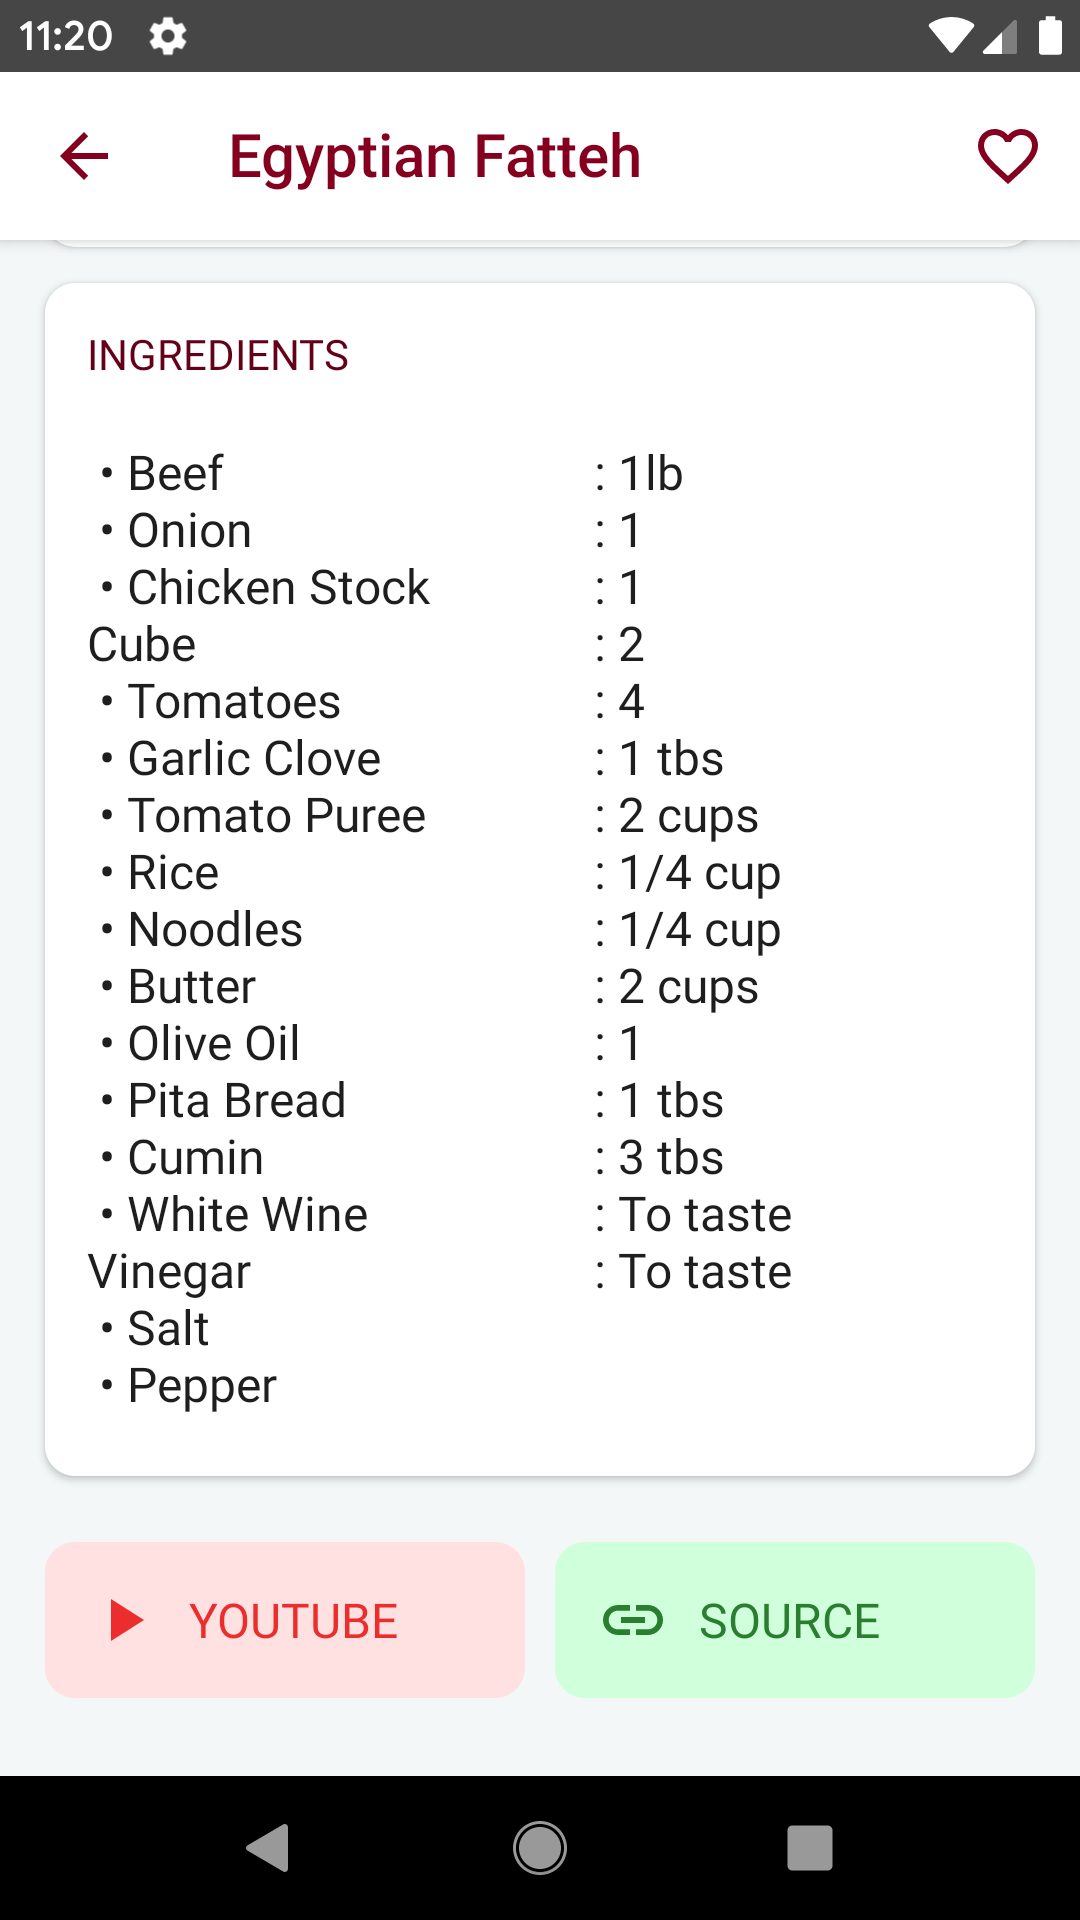 11:20
Egyptian Fatteh
INGREDIENTS
• Beef : 1lb
• Onion : 1
• Chicken Stock : 1
Cube : 2
• Tomatoes : 4
• Garlic Clove : 1 tbs
• Tomato Puree : 2 cups
• Rice : 1/4 cup
• Noodles : 1/4 cup
• Butter : 2 cups
• Olive Oil : 1
• Pita Bread : 1 tbs
• Cumin : 3 tbs
• White Wine : To taste
Vinegar : To taste
• Salt
• Pepper
YOUTUBE
SOURCE